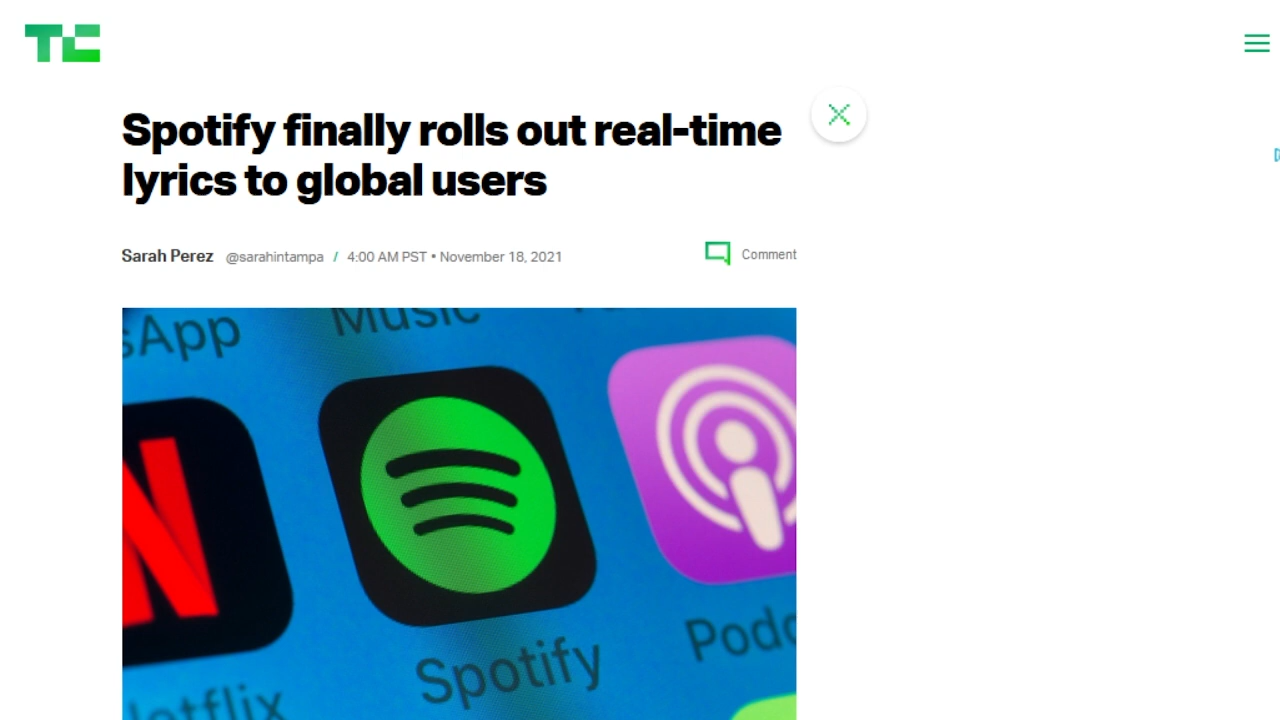 TC
Spotify finally rolls out real-time
lyrics to global users
Sarah Perez @sarahintampa / 4:00 AM PST • November 18, 2021
Comment
sApp
Music
Spotify
Podc
letflix